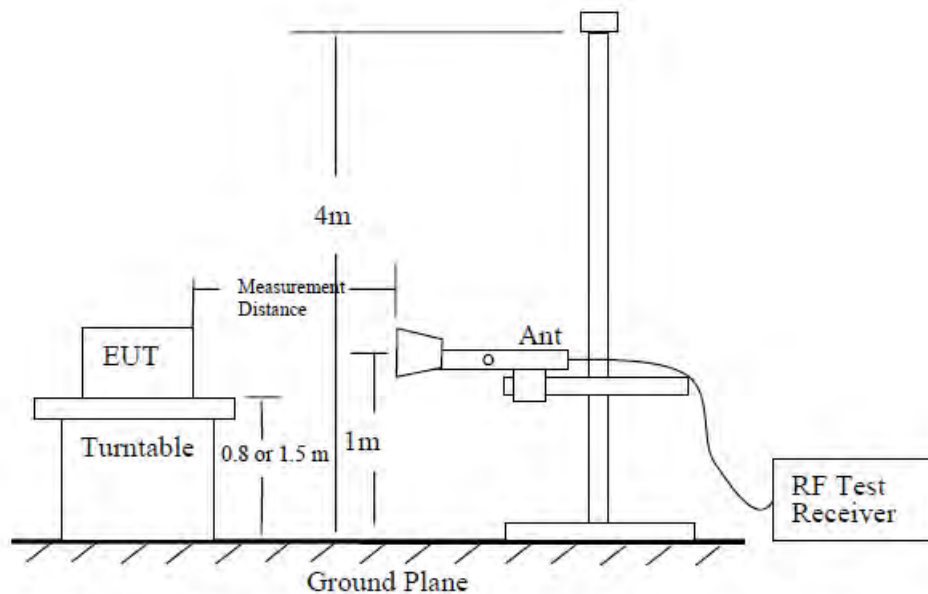 4m
Measurement
Distance
Ant
EUT
Turntable
0.8 or 1.5 m
1m
RF Test
Receiver
Ground Plane